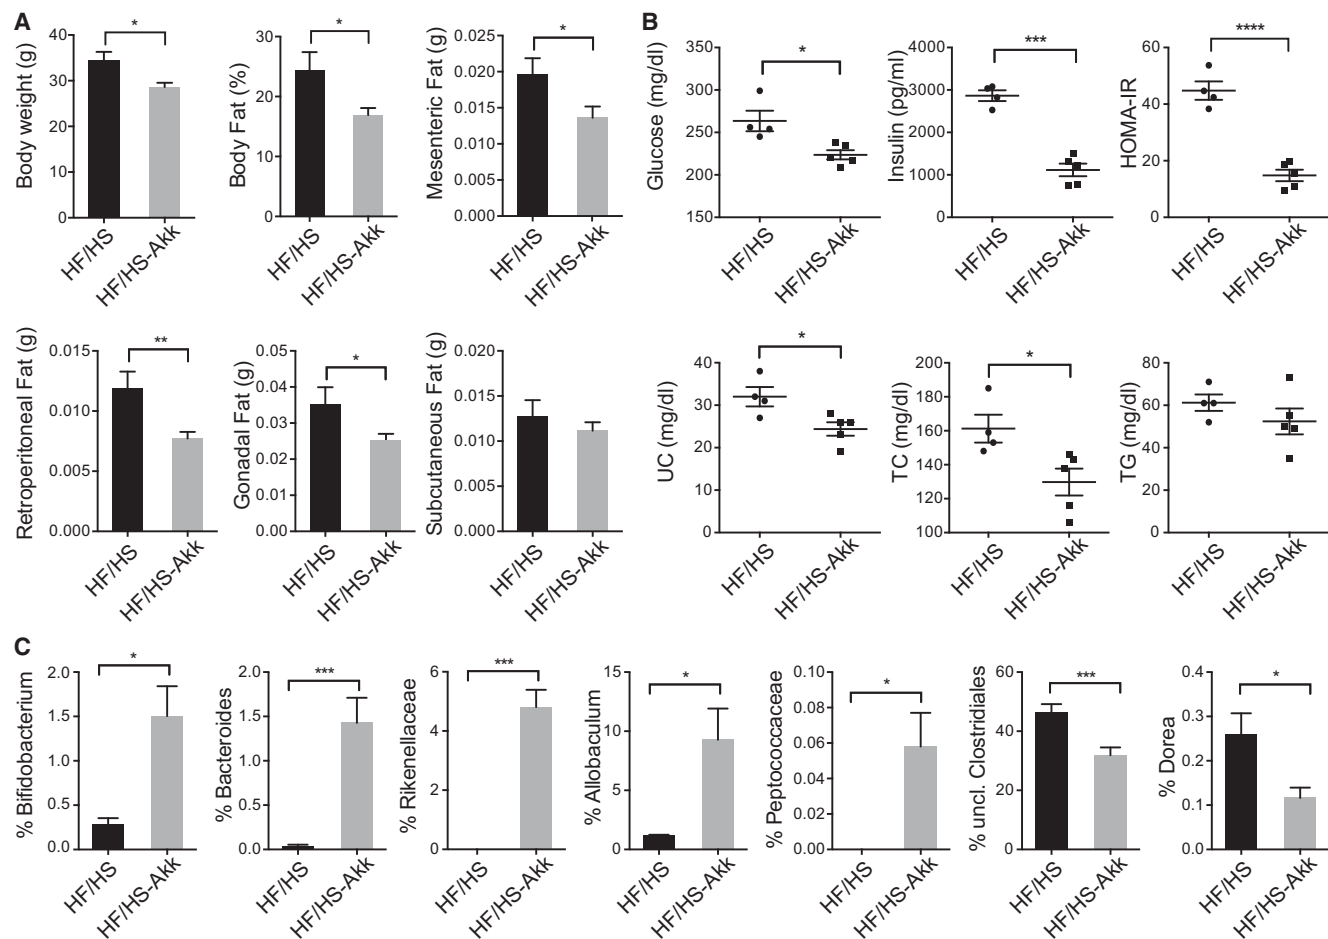 A
Body weight (g)
40
30
20
10
0
*
HF/HS
HF/HS-Akk
Body Fat (%)
30
20
10
0
*
HF/HS
HF/HS-Akk
Mesenteric Fat (g)
0.025
0.020
0.015
0.010
0.005
0.000
*
HF/HS
HF/HS-Akk
Retroperitoneal Fat (g)
0.015
0.010
0.005
0.000
**
HF/HS
HF/HS-Akk
Gonadal Fat (g)
0.05
0.04
0.03
0.02
0.01
0.00
*
HF/HS
HF/HS-Akk
Subcutaneous Fat (g)
0.020
0.015
0.010
0.005
0.000
HF/HS
HF/HS-Akk
B
Glucose (mg/dl)
350
300
250
200
150
*
HF/HS
HF/HS-Akk
Insulin (pg/ml)
4000
3000
2000
1000
0
***
HF/HS
HF/HS-Akk
HOMA-IR
60
40
20
0
****
HF/HS
HF/HS-Akk
UC (mg/dl)
40
30
20
10
0
*
HF/HS
HF/HS-Akk
TC (mg/dl)
200
180
160
140
120
100
*
HF/HS
HF/HS-Akk
TG (mg/dl)
80
60
40
20
0
HF/HS
HF/HS-Akk
C
% Bifidobacterium
2.0
1.5
1.0
0.5
0.0
*
HF/HS
HF/HS-Akk
% Bacteroides
2.0
1.5
1.0
0.5
0.0
***
HF/HS
HF/HS-Akk
% Rikenellaceae
6
4
2
0
***
HF/HS
HF/HS-Akk
% Allobaculum
15
10
5
0
*
HF/HS
HF/HS-Akk
% Peptococcaceae
0.10
0.08
0.06
0.04
0.02
0.00
*
HF/HS
HF/HS-Akk
% uncl. Clostridiales
60
40
20
0
***
HF/HS
HF/HS-Akk
% Dorea
0.4
0.3
0.2
0.1
0.0
*
HF/HS
HF/HS-Akk